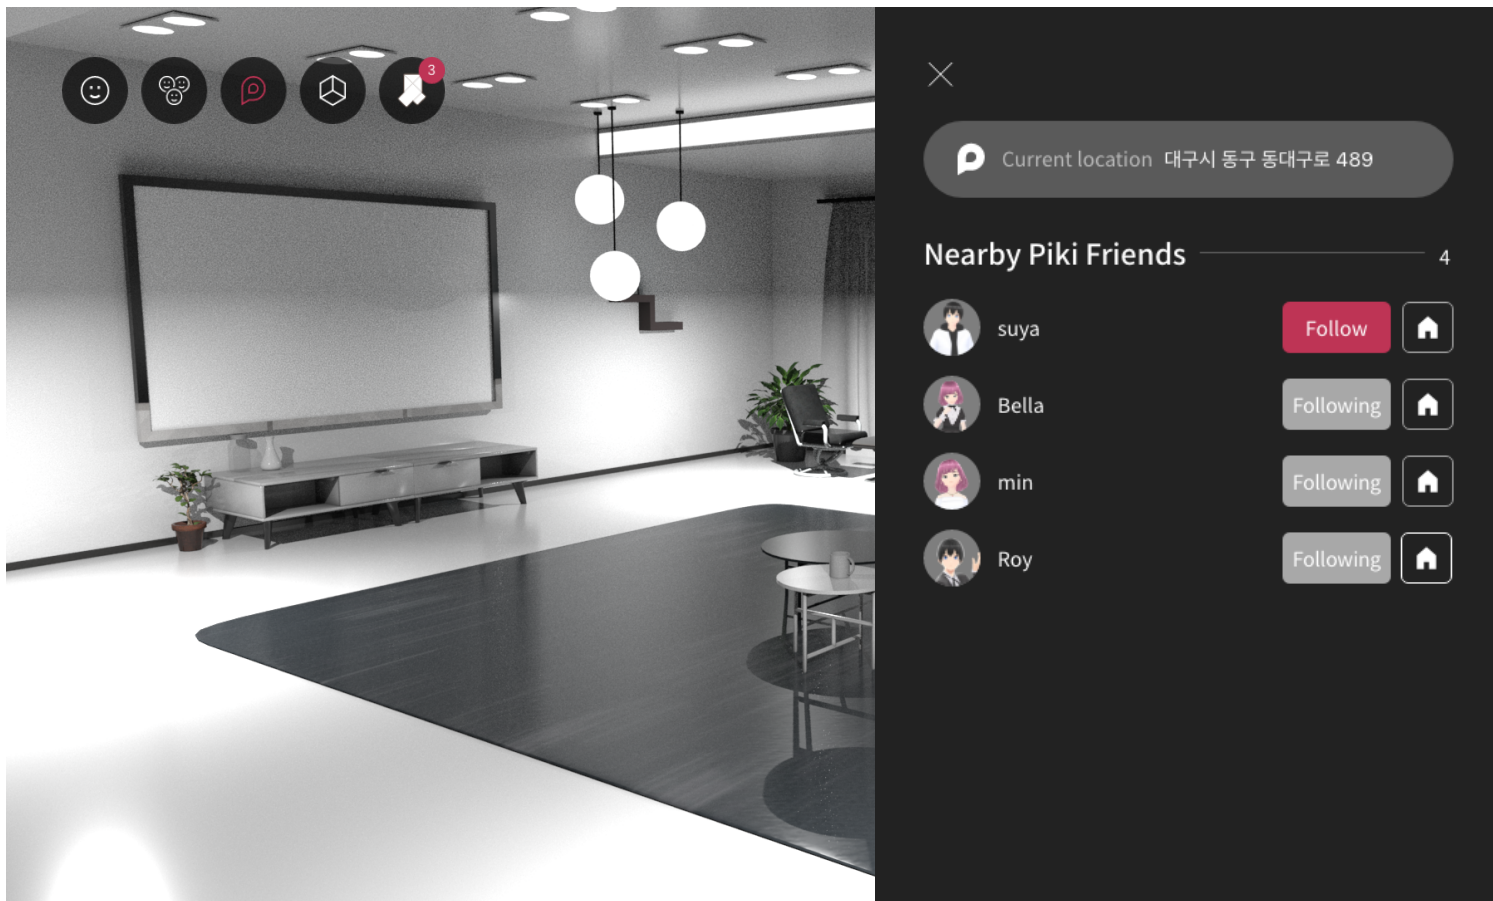 3
Current location 대구시 동구 동대구로 489
Nearby Piki Friends 4
suya Follow
Bella Following
min Following
Roy Following